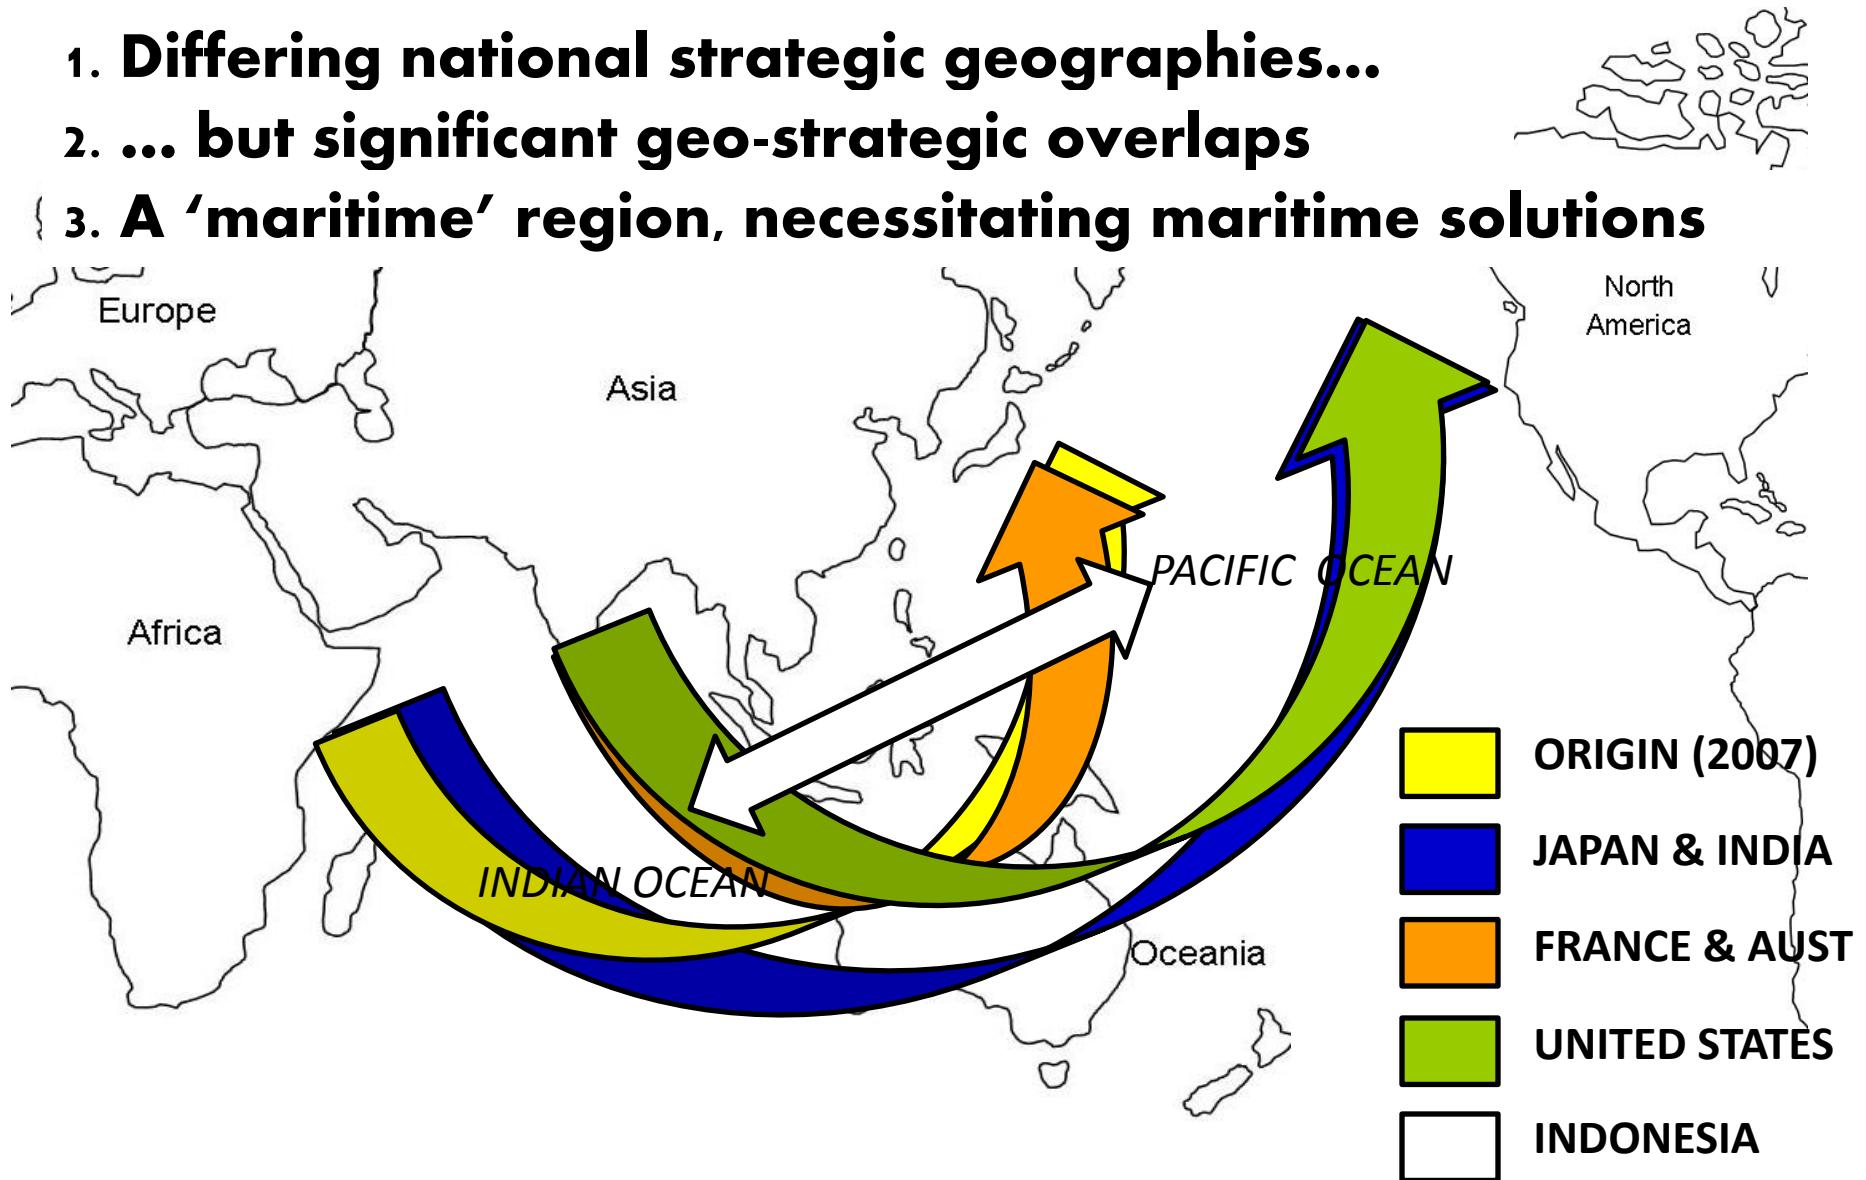 1. Differing national strategic geographies...
2. ... but significant geo-strategic overlaps
3. A ‘maritime’ region, necessitating maritime solutions
Europe
Asia
North
America
Africa
PACIFIC OCEAN
INDIAN OCEAN
Oceania
ORIGIN (2007)
JAPAN & INDIA
FRANCE & AUST
UNITED STATES
INDONESIA